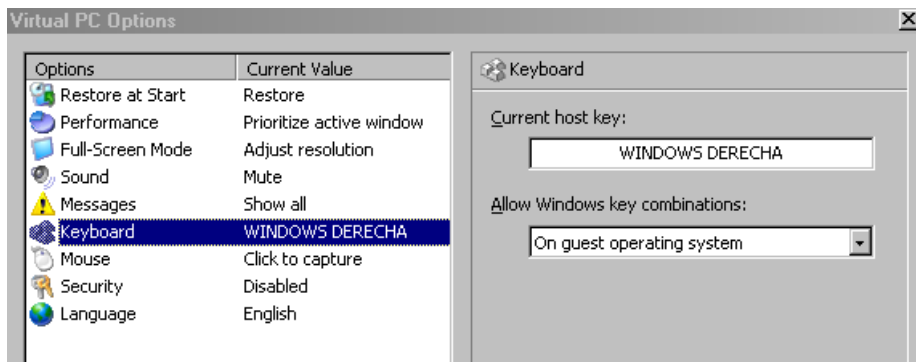 Virtual PC Options
Options Current Value
Restore at Start Restore
Performance Prioritize active window
Full-Screen Mode Adjust resolution
Sound Mute
Messages Show all
Keyboard WINDOWS DERECHA
Mouse Click to capture
Security Disabled
Language English
Keyboard
Current host key:
WINDOWS DERECHA
Allow Windows key combinations:
On guest operating system